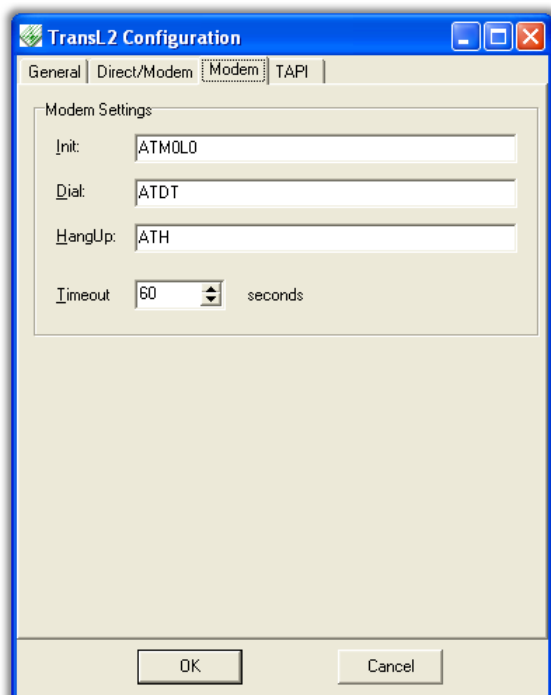 TransL2 Configuration
General Direct/Modem Modem TAPI
Modem Settings
Init: ATM0L0
Dial: ATDT
HangUp: ATH
Timeout 60 seconds
OK Cancel